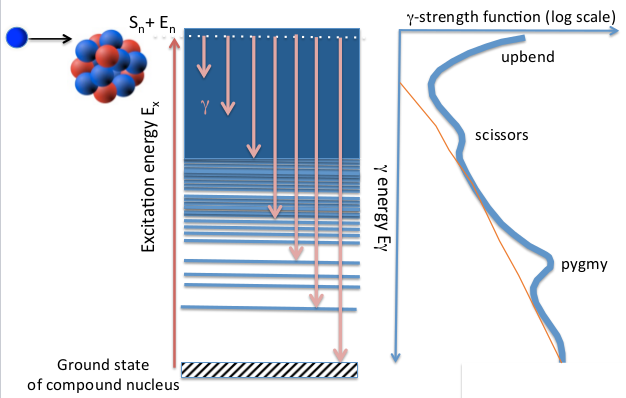 γ-strength function (log scale)
Sn + En
upbend
γ
scissors
Excitation energy Ex
γ energy Eγ
pygmy
Ground state
of compound nucleus